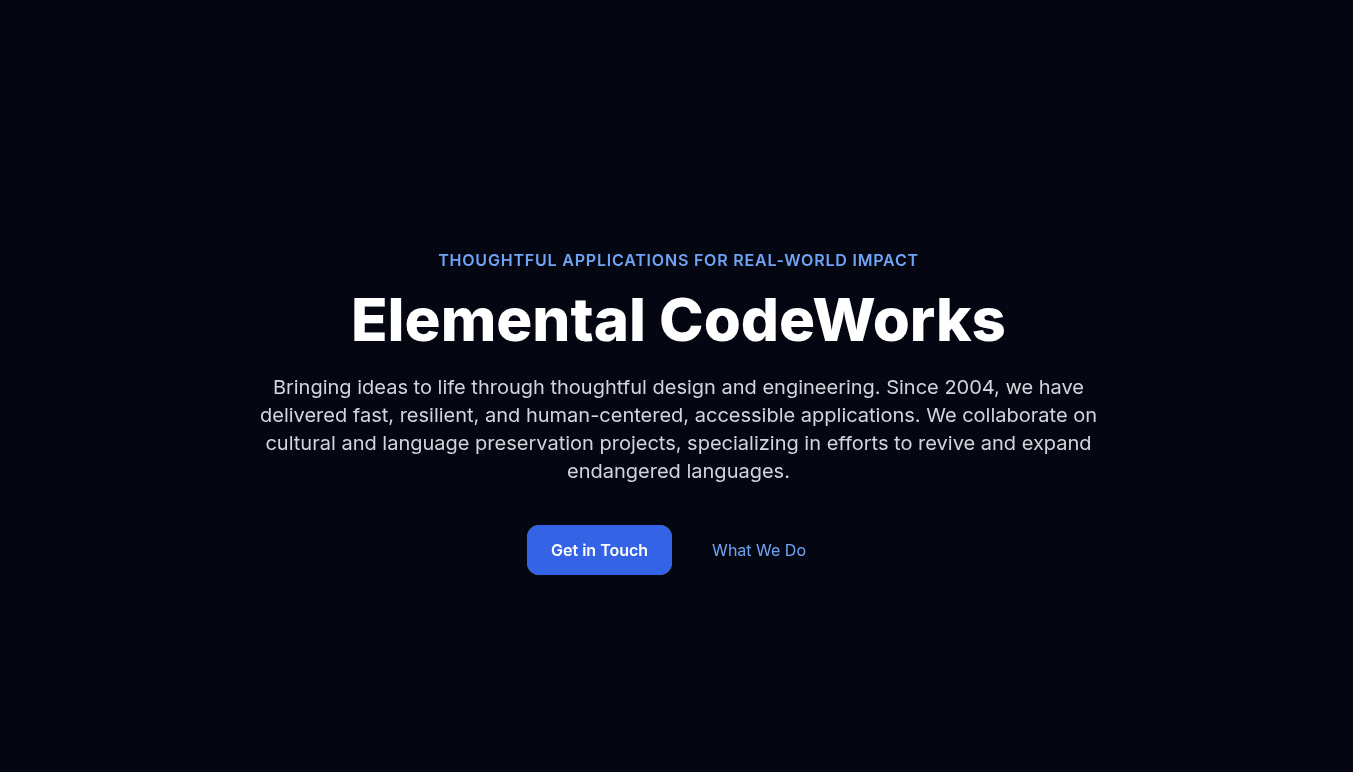 THOUGHTFUL APPLICATIONS FOR REAL-WORLD IMPACT
Elemental CodeWorks
Bringing ideas to life through thoughtful design and engineering. Since 2004, we have
delivered fast, resilient, and human-centered, accessible applications. We collaborate on
cultural and language preservation projects, specializing in efforts to revive and expand
endangered languages.
Get in Touch
What We Do